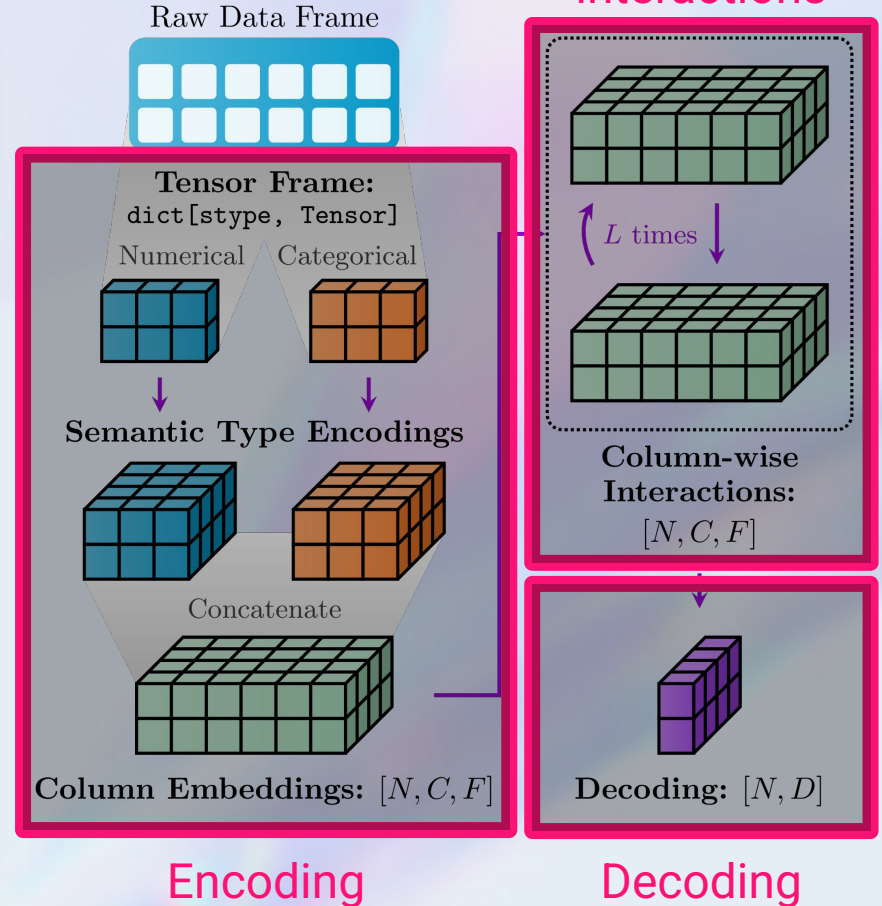 Raw Data Frame
Tensor Frame:
dict[stype, Tensor]
Numerical Categorical
Semantic Type Encodings
Concatenate
Column Embeddings: [N, C, F]
Encoding
Interactions
L times
Column-wise
Interactions:
[N, C, F]
Decoding: [N, D]
Decoding